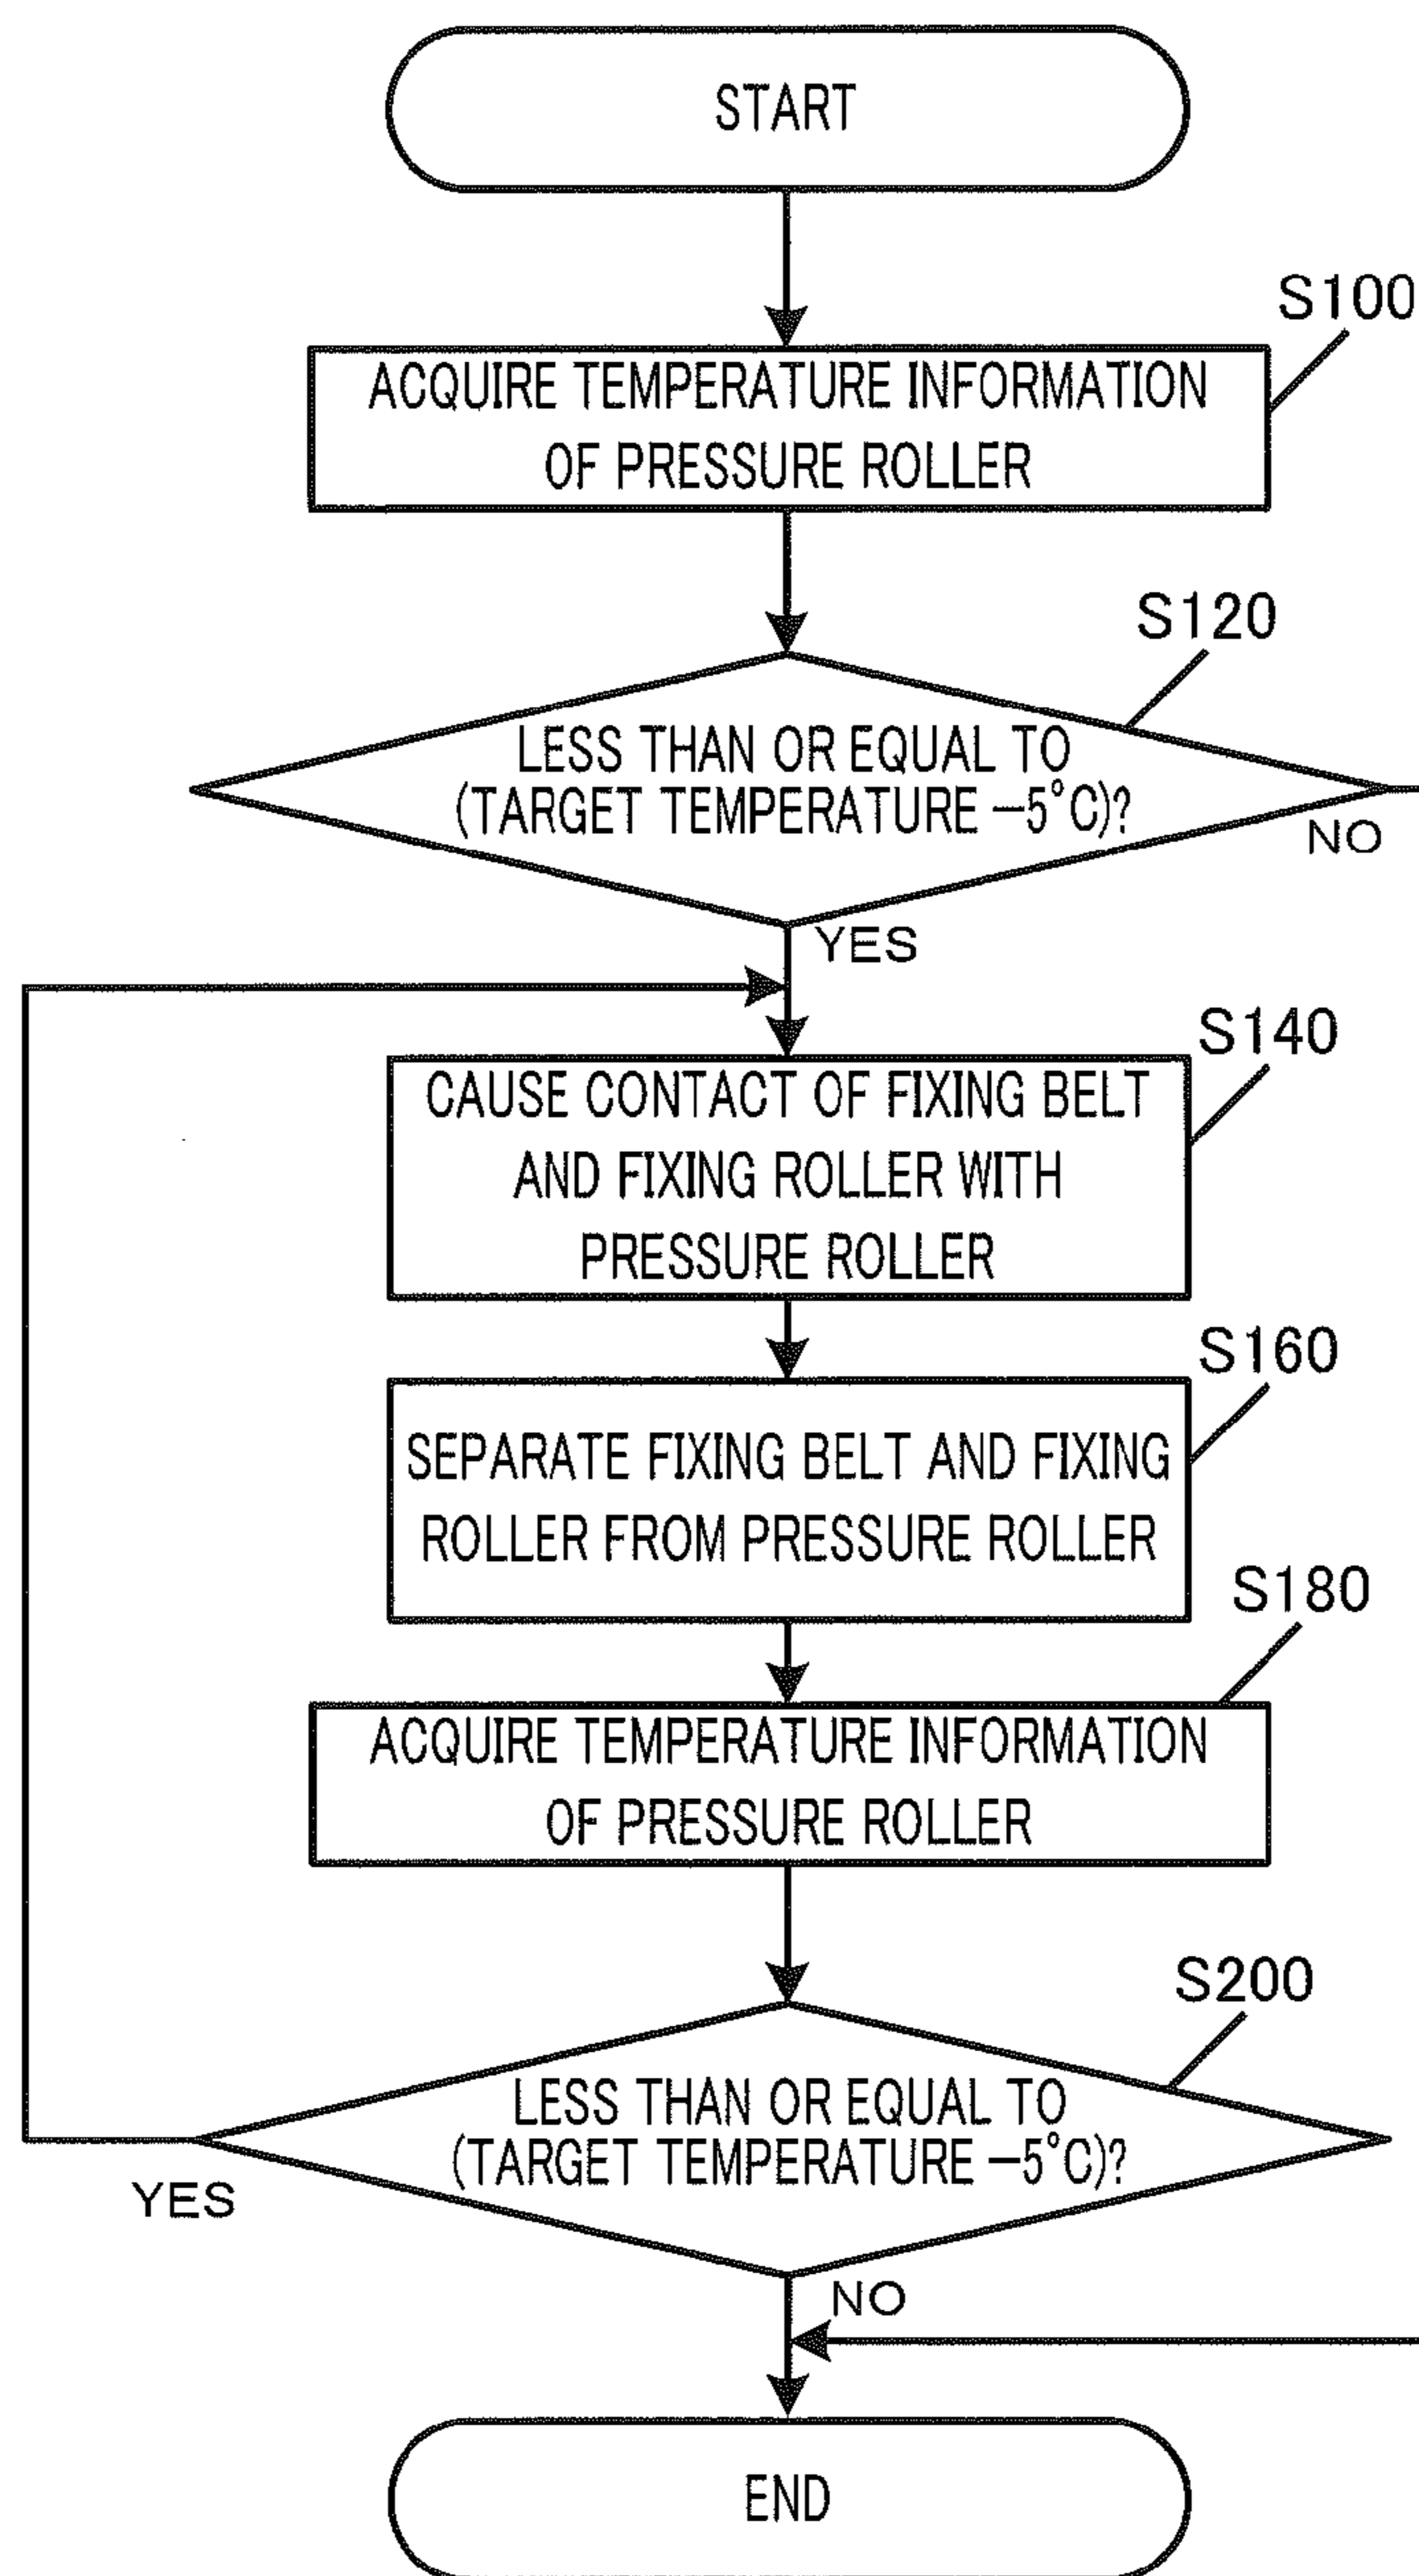 START
S100
ACQUIRE TEMPERATURE INFORMATION
OF PRESSURE ROLLER
S120
LESS THAN OR EQUAL TO
(TARGET TEMPERATURE −5°C)?
NO
YES
S140
CAUSE CONTACT OF FIXING BELT
AND FIXING ROLLER WITH
PRESSURE ROLLER
S160
SEPARATE FIXING BELT AND FIXING
ROLLER FROM PRESSURE ROLLER
S180
ACQUIRE TEMPERATURE INFORMATION
OF PRESSURE ROLLER
S200
LESS THAN OR EQUAL TO
(TARGET TEMPERATURE −5°C)?
YES
NO
END